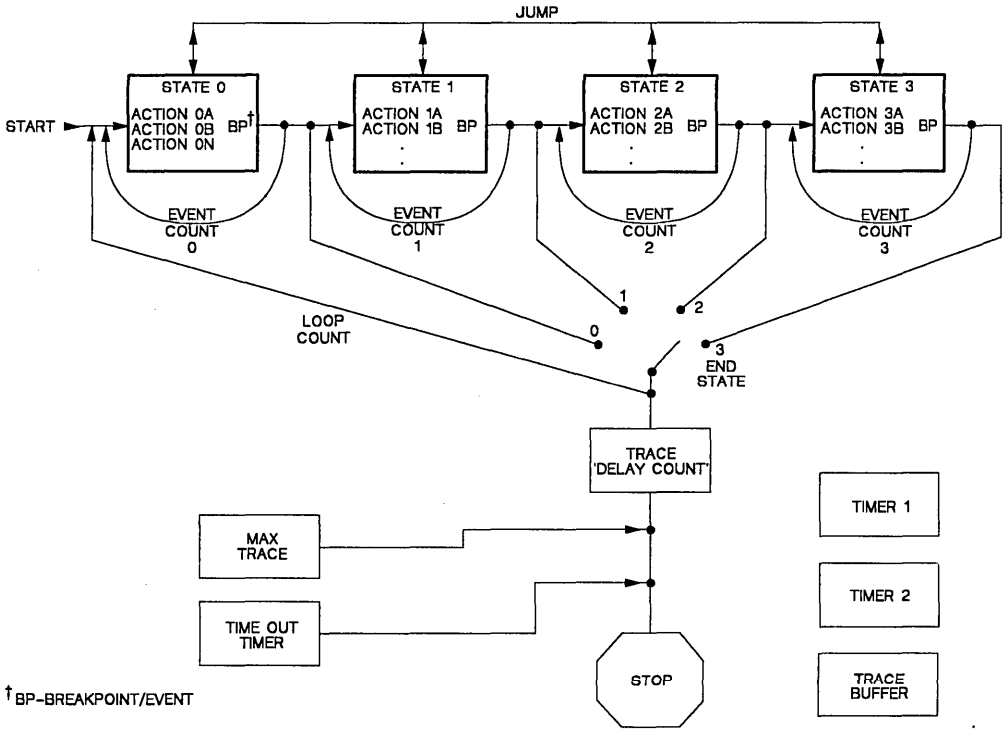 JUMP
STATE 0
ACTION 0A
ACTION 0B
ACTION 0N
BP†
STATE 1
ACTION 1A
ACTION 1B
BP
.
.
STATE 2
ACTION 2A
ACTION 2B
BP
.
.
STATE 3
ACTION 3A
ACTION 3B
BP
.
.
START
EVENT
COUNT
0
EVENT
COUNT
1
EVENT
COUNT
2
EVENT
COUNT
3
LOOP
COUNT
0
1
2
3
END
STATE
TRACE
'DELAY COUNT'
MAX
TRACE
TIME OUT
TIMER
STOP
TIMER 1
TIMER 2
TRACE
BUFFER
† BP-BREAKPOINT/EVENT